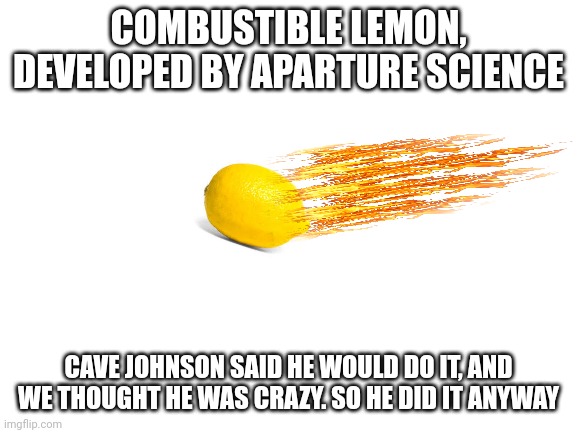 COMBUSTIBLE LEMON,
DEVELOPED BY APARTURE SCIENCE
CAVE JOHNSON SAID HE WOULD DO IT, AND
WE THOUGHT HE WAS CRAZY. SO HE DID IT ANYWAY
imgflip.com